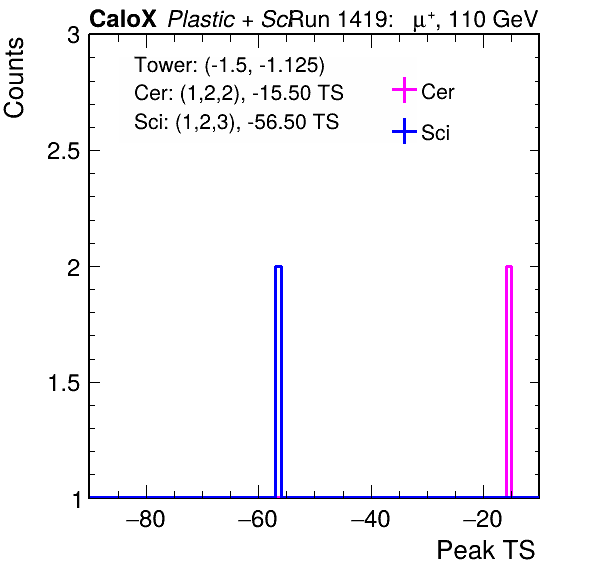 CaloX Plastic + Sci Run 1419: μ⁺, 110 GeV
Counts
3
2.5
2
1.5
1
Tower: (-1.5, -1.125)
Cer: (1,2,2), -15.50 TS
Sci: (1,2,3), -56.50 TS
Cer
Sci
−80 −60 −40 −20
Peak TS